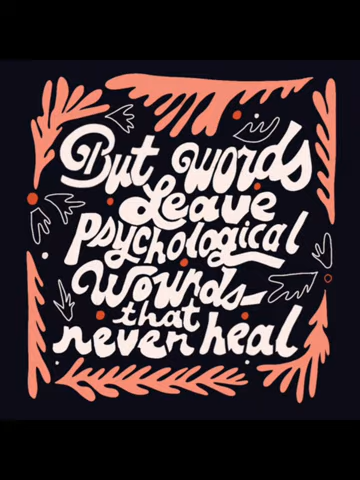 But words
Leave
psychological
Wounds
that
never heal